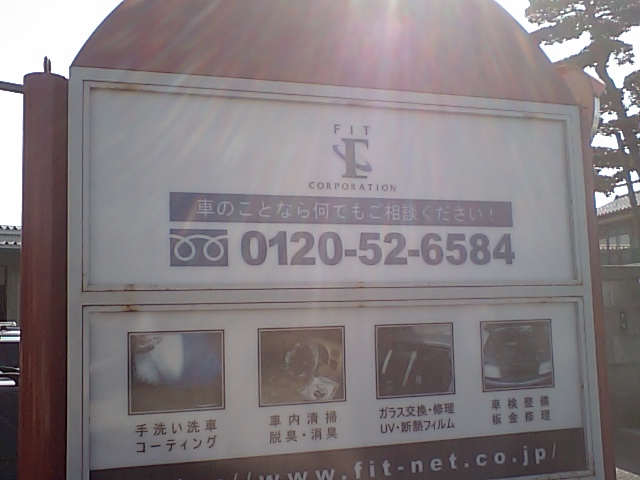 FIT
F
CORPORATION
車のことなら何でもご相談ください!
0120-52-6584
手洗い洗車
コーティング
車内清掃
脱臭・消臭
ガラス交換・修理
UV・断熱フィルム
車検整備
板金修理
//www.fit-net.co.jp/